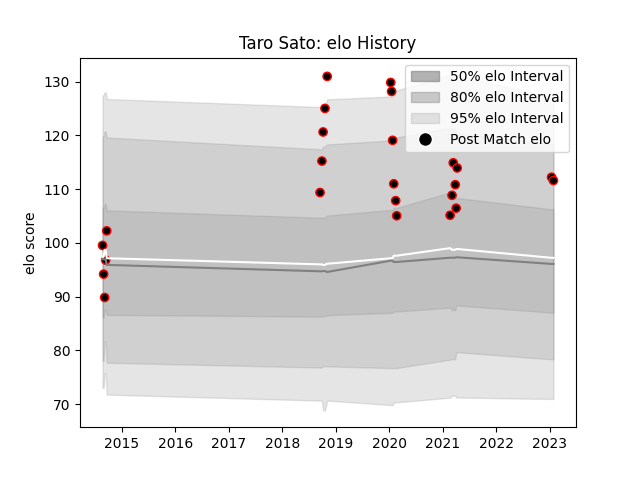 Taro Sato: elo History
50% elo Interval
80% elo Interval
95% elo Interval
Post Match elo
elo score
130
120
110
100
90
80
70
2015 2016 2017 2018 2019 2020 2021 2022 2023